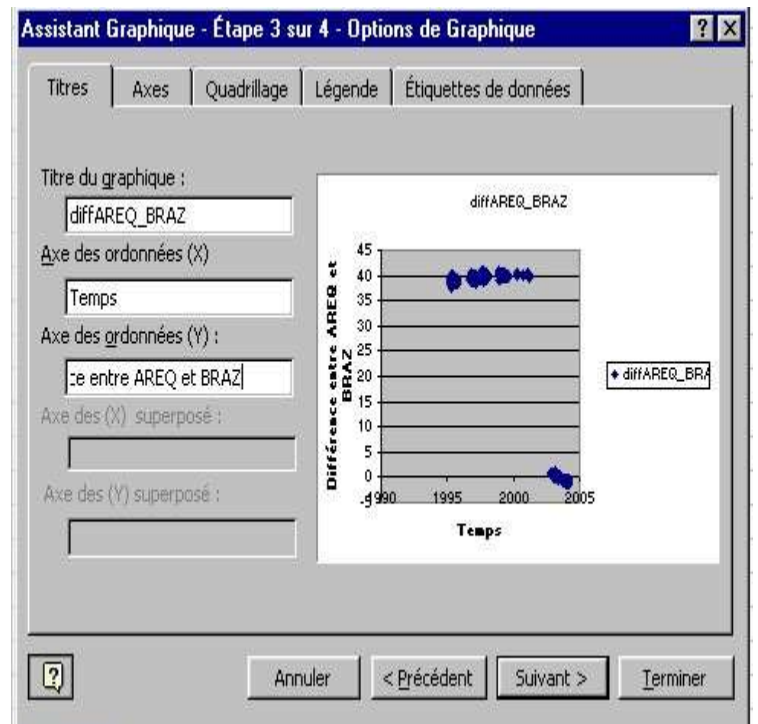 Assistant Graphique - Étape 3 sur 4 - Options de Graphique
Titres Axes Quadrillage Légende Étiquettes de données
Titre du graphique :
diffAREQ_BRAZ
Axe des ordonnées (X)
Temps
Axe des ordonnées (Y) :
ce entre AREQ et BRAZ
Axe des (X) superposé :
Axe des (Y) superposé :
diffAREQ_BRAZ
Différence entre AREQ et
BRAZ
45
40
35
30
25
20
15
10
5
0
-5
1990 1995 2000 2005
Temps
diffAREQ_BRA
Annuler < Précédent Suivant > Terminer